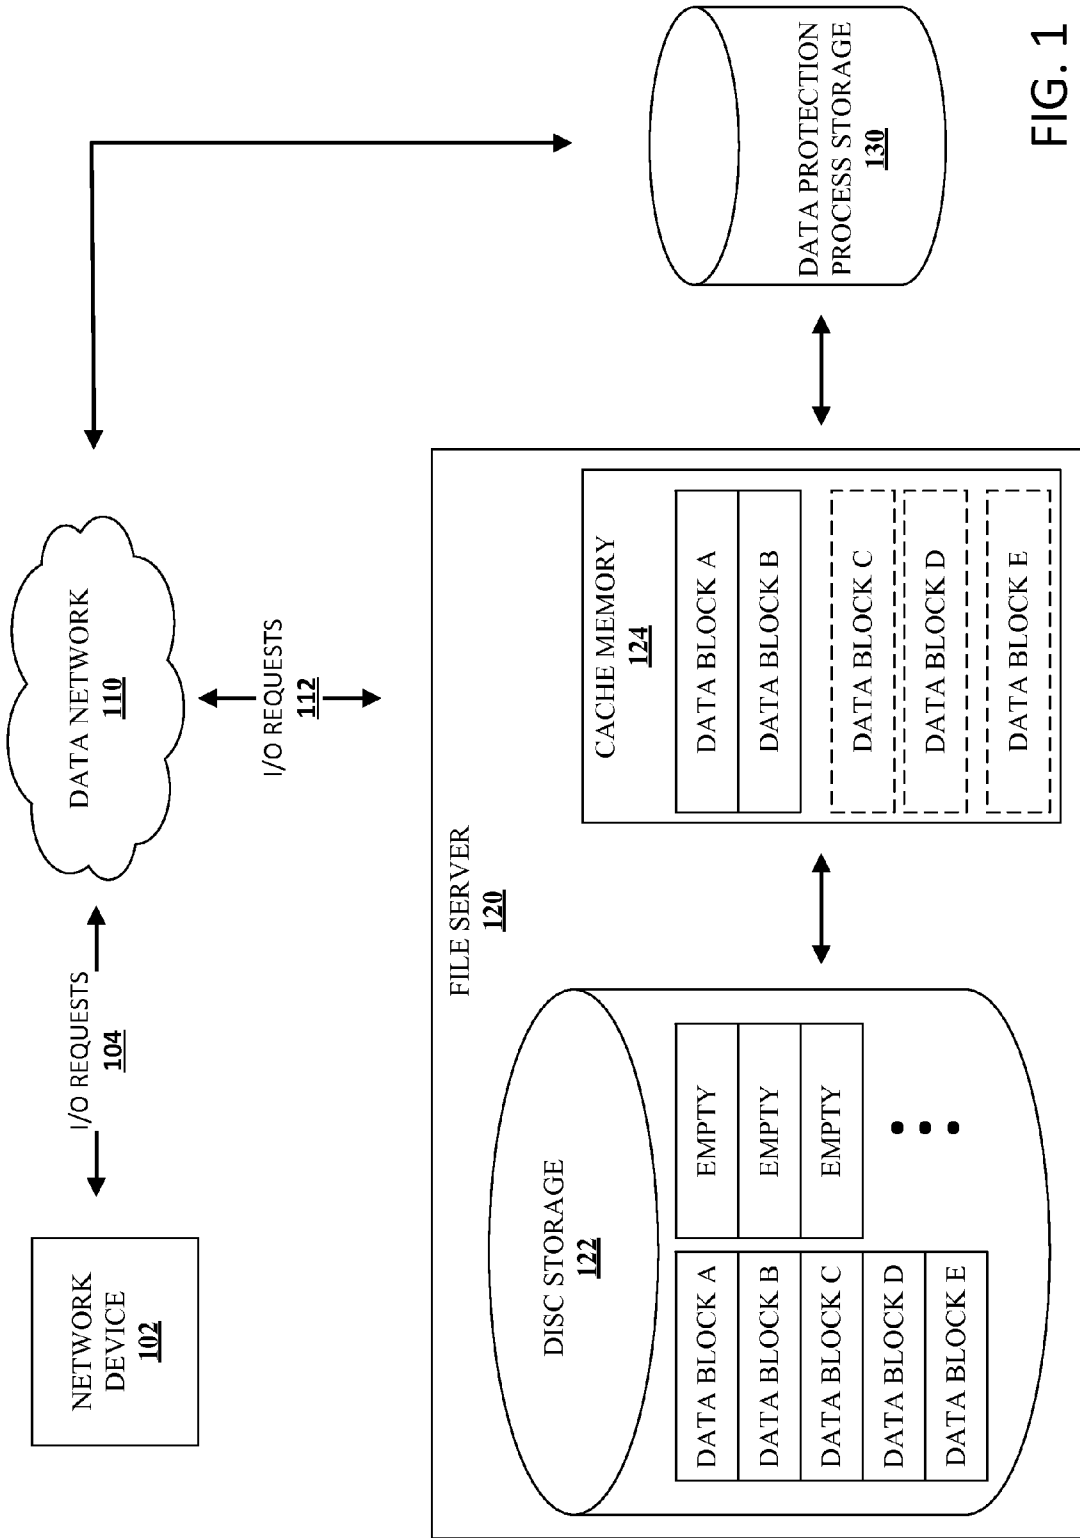 NETWORK
DEVICE
102
I/O REQUESTS
104
DATA NETWORK
110
I/O REQUESTS
112
FILE SERVER
120
DISC STORAGE
122
DATA BLOCK A
DATA BLOCK B
DATA BLOCK C
DATA BLOCK D
DATA BLOCK E
EMPTY
EMPTY
EMPTY
CACHE MEMORY
124
DATA BLOCK A
DATA BLOCK B
DATA BLOCK C
DATA BLOCK D
DATA BLOCK E
DATA PROTECTION
PROCESS STORAGE
130
FIG. 1